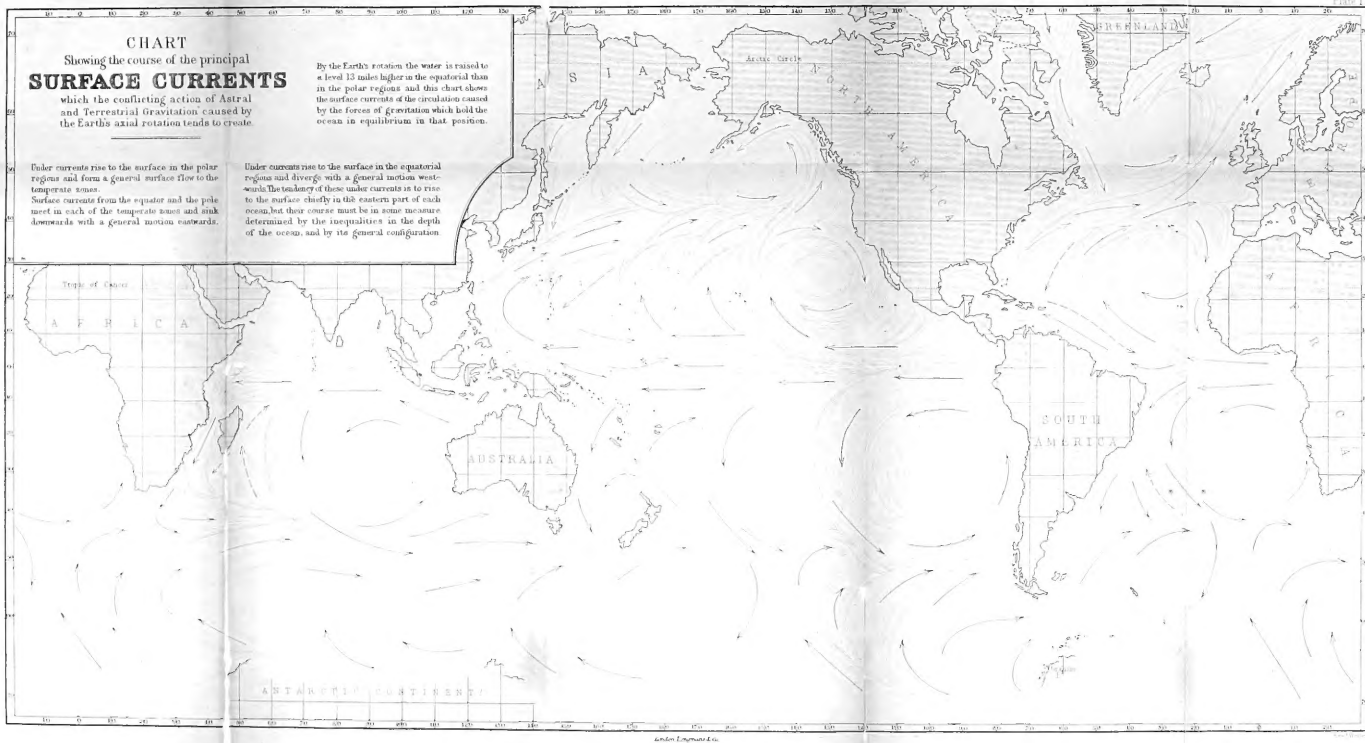 CHART
Showing the course of the principal
SURFACE CURRENTS
which the conflicting action of Astral
and Terrestrial Gravitation caused by
the Earth's axial rotation tends to create.
By the Earth's rotation the water is raised to
a level 13 miles higher in the equatorial than
in the polar regions and this chart shows
the surface currents of the circulation caused
by the forces of gravitation which hold the
ocean in equilibrium in that position.
Under currents rise to the surface in the polar
regions and form a general surface flow to the
temperate zones.
Surface currents from the equator and the pole
meet in each of the temperate zones and sink
downwards with a general motion eastwards.
Under currents rise to the surface in the equatorial
regions and diverge with a general motion west-
wards. The tendency of these under currents is to rise
to the surface chiefly in the eastern part of each
ocean, but their course must be in some measure
determined by the inequalities in the depth
of the ocean, and by its general configuration.
ASIA
Arctic Circle
NORTH AMERICA
GREENLAND
EUROPE
Tropic of Cancer
AFRICA
AFRICA
AUSTRALIA
SOUTH
AMERICA
ANTARCTIC CONTINENT
London Longmans & Co.